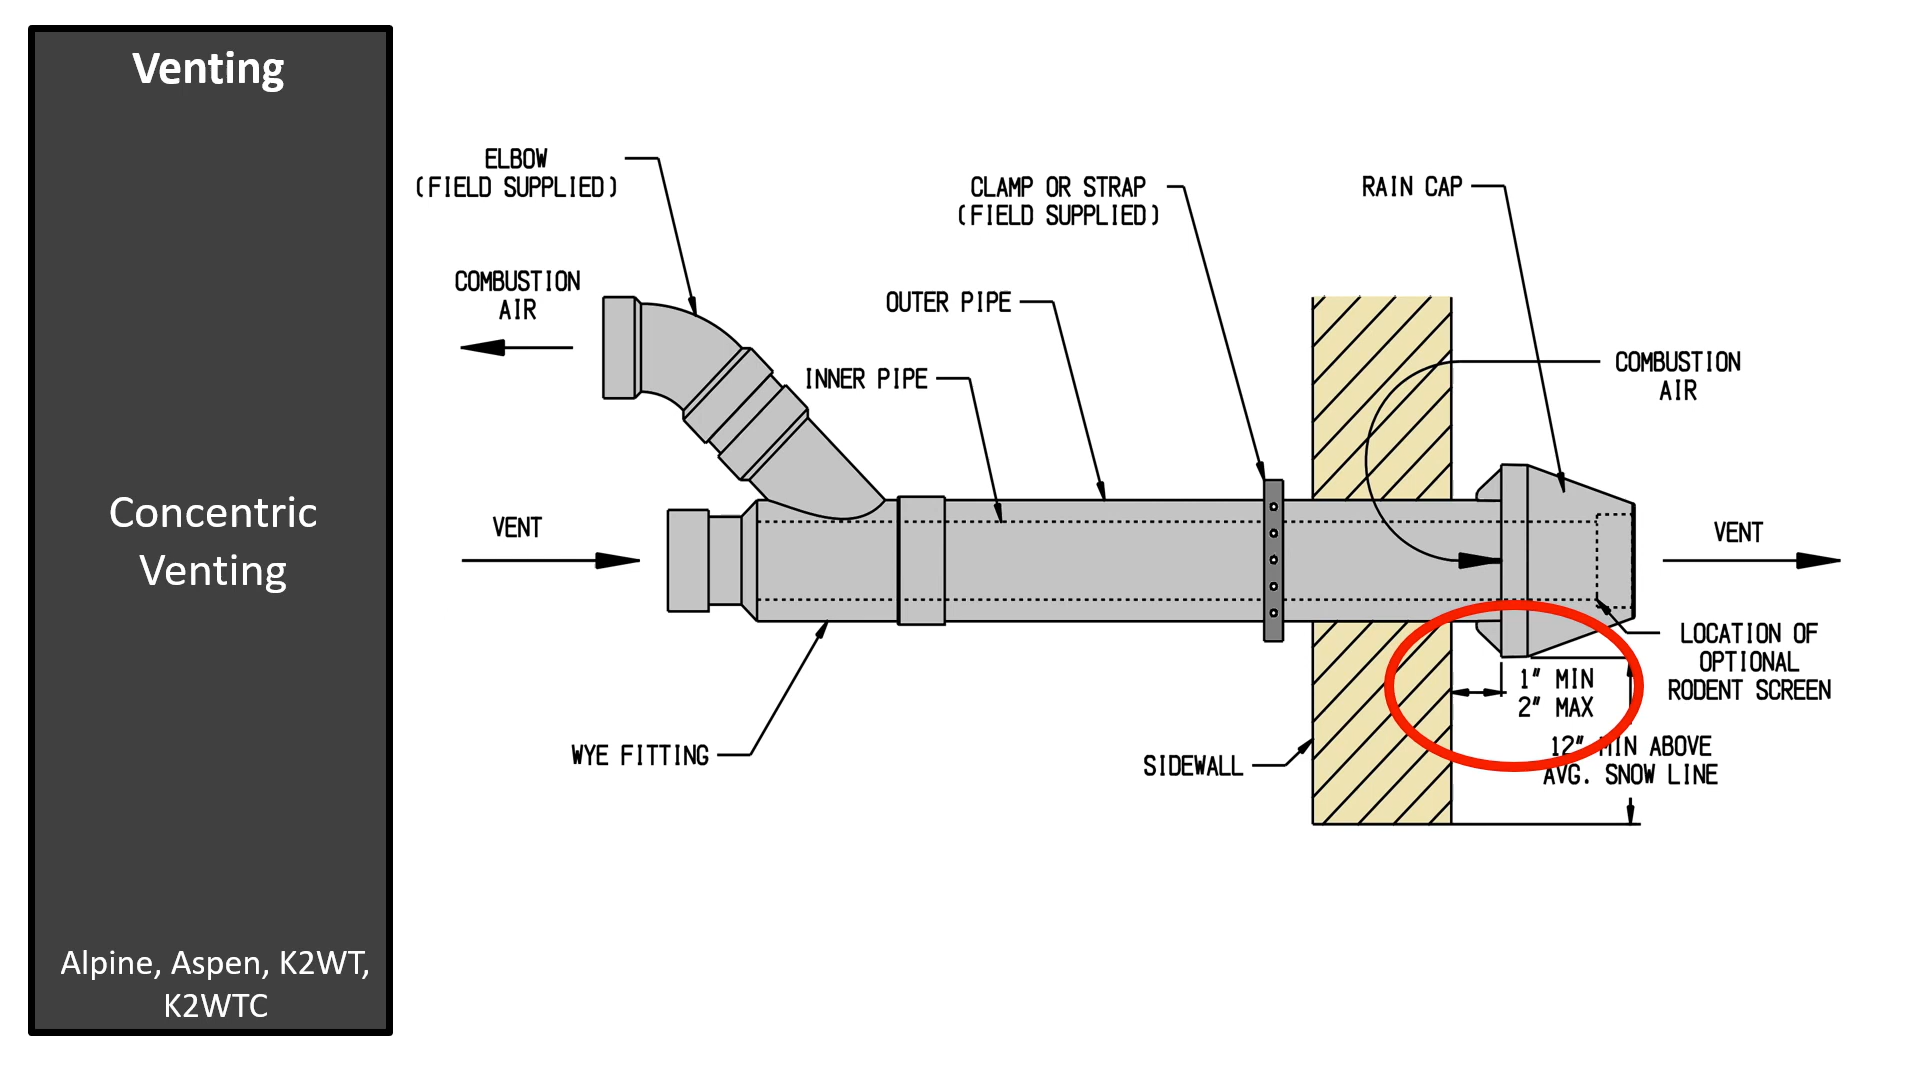 Venting
Concentric
Venting
Alpine, Aspen, K2WT,
K2WTC
ELBOW
(FIELD SUPPLIED)
COMBUSTION
AIR
VENT
WYE FITTING
INNER PIPE
OUTER PIPE
CLAMP OR STRAP
(FIELD SUPPLIED)
RAIN CAP
COMBUSTION
AIR
VENT
LOCATION OF
OPTIONAL
RODENT SCREEN
1" MIN
2" MAX
12" MIN ABOVE
AVG. SNOW LINE
SIDEWALL